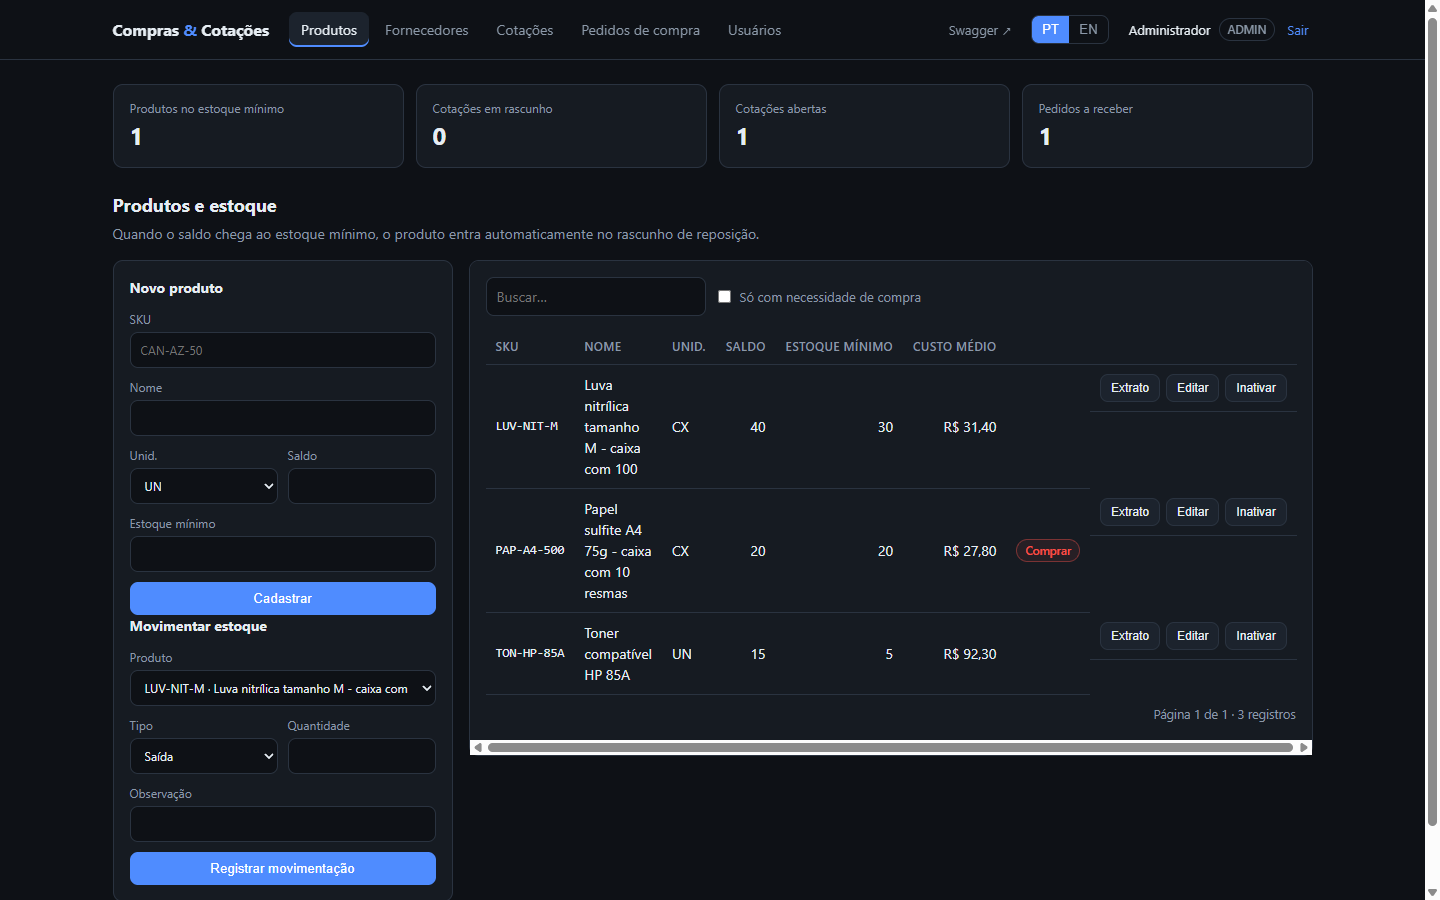 Compras & Cotações
Produtos
Fornecedores
Cotações
Pedidos de compra
Usuários
Swagger ↗
PT
EN
Administrador
ADMIN
Sair
Produtos no estoque mínimo
1
Cotações em rascunho
0
Cotações abertas
1
Pedidos a receber
1
Produtos e estoque
Quando o saldo chega ao estoque mínimo, o produto entra automaticamente no rascunho de reposição.
Novo produto
SKU
CAN-AZ-50
Nome
Unid.
Saldo
UN
Estoque mínimo
Cadastrar
Movimentar estoque
Produto
LUV-NIT-M · Luva nitrílica tamanho M - caixa com
Tipo
Quantidade
Saída
Observação
Registrar movimentação
Buscar...
Só com necessidade de compra
SKU NOME UNID. SALDO ESTOQUE MÍNIMO CUSTO MÉDIO
Luva
nitrílica
tamanho
M - caixa
com 100
LUV-NIT-M
CX
40
30
R$ 31,40
Extrato
Editar
Inativar
Papel
sulfite A4
75g - caixa
com 10
resmas
PAP-A4-500
CX
20
20
R$ 27,80
Comprar
Extrato
Editar
Inativar
Toner
compatível
HP 85A
TON-HP-85A
UN
15
5
R$ 92,30
Extrato
Editar
Inativar
Página 1 de 1 · 3 registros